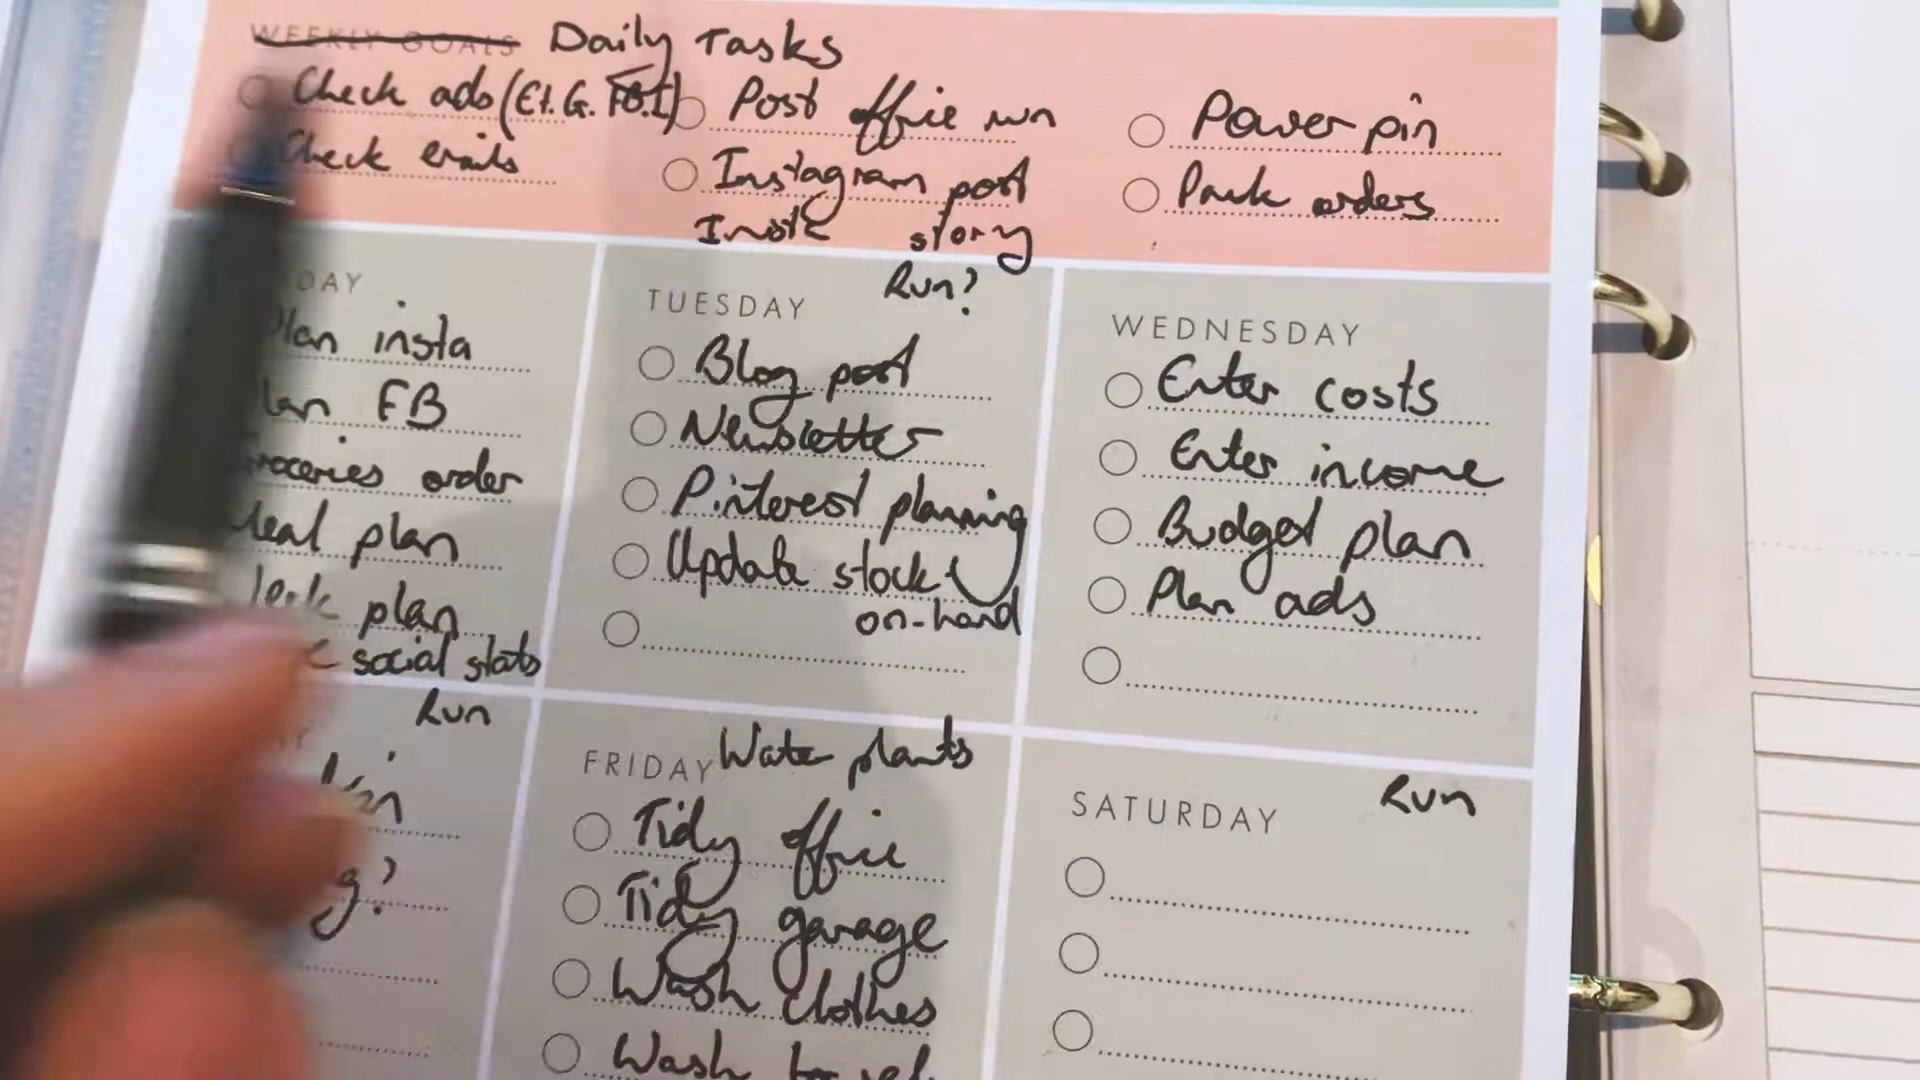 WEEKLY GOALS Daily Tasks
Check ads (Et. G. FB. I)
Check emails
Post office run
Instagram post
Insta story
Power pin
Pack orders
DAY
Plan insta
Plan FB
Groceries order
Meal plan
plan
social stats
TUESDAY Run?
Blog post
Newsletter
Pinterest planning
Update stock
on-hand
WEDNESDAY
Enter costs
Enter income
Budget plan
Plan ads
Run
FRIDAY Water plants
Tidy office
Tidy garage
Wash clothes
Wash
SATURDAY Run